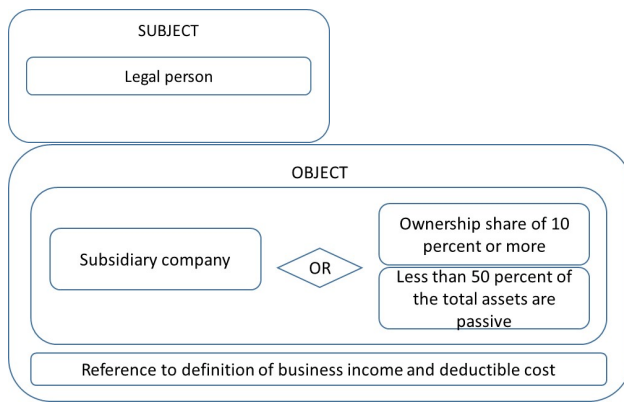 SUBJECT
Legal person
OBJECT
Subsidiary company
OR
Ownership share of 10
percent or more
Less than 50 percent of
the total assets are
passive
Reference to definition of business income and deductible cost